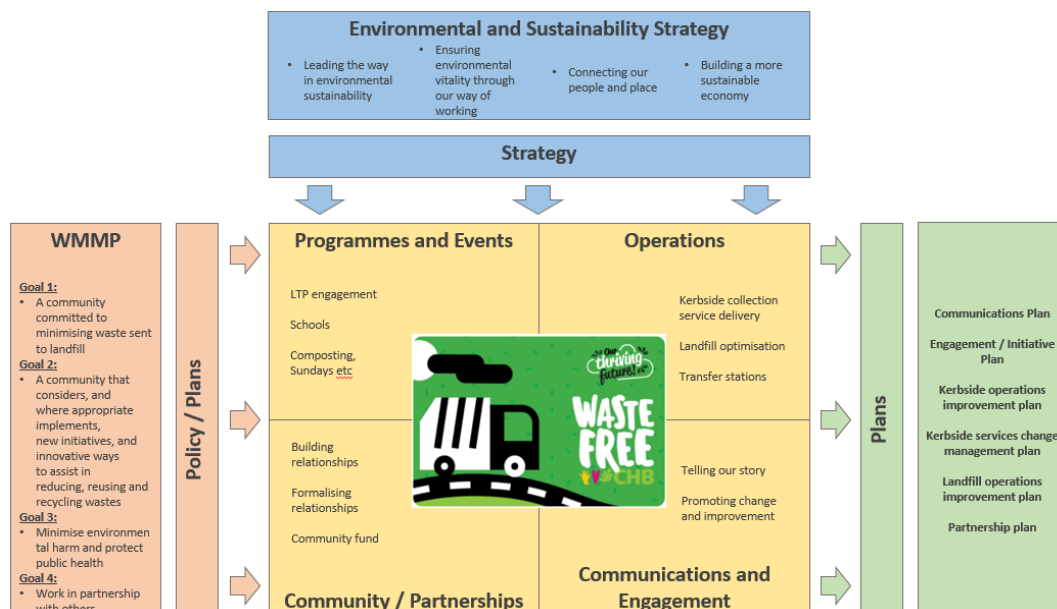 Environmental and Sustainability Strategy
• Leading the way
in environmental
sustainability
• Ensuring
environmental
vitality through
our way of
working
• Connecting our
people and place
• Building a more
sustainable
economy
Strategy
WMMP
Goal 1:
• A community
committed to
minimising waste sent
to landfill
Goal 2:
• A community that
considers, and
where appropriate
implements,
new initiatives, and
innovative ways
to assist in
reducing, reusing and
recycling wastes
Goal 3:
• Minimise environmen
tal harm and protect
public health
Goal 4:
• Work in partnership
with others
Policy / Plans
Programmes and Events
LTP engagement
Schools
Composting,
Sundays etc
Operations
Kerbside collection
service delivery
Landfill optimisation
Transfer stations
Our
thriving
future!
WASTE
FREE
CHB
Building
relationships
Formalising
relationships
Community fund
Community / Partnerships
Telling our story
Promoting change
and improvement
Communications and
Engagement
Plans
Communications Plan
Engagement / Initiative
Plan
Kerbside operations
improvement plan
Kerbside services change
management plan
Landfill operations
improvement plan
Partnership plan